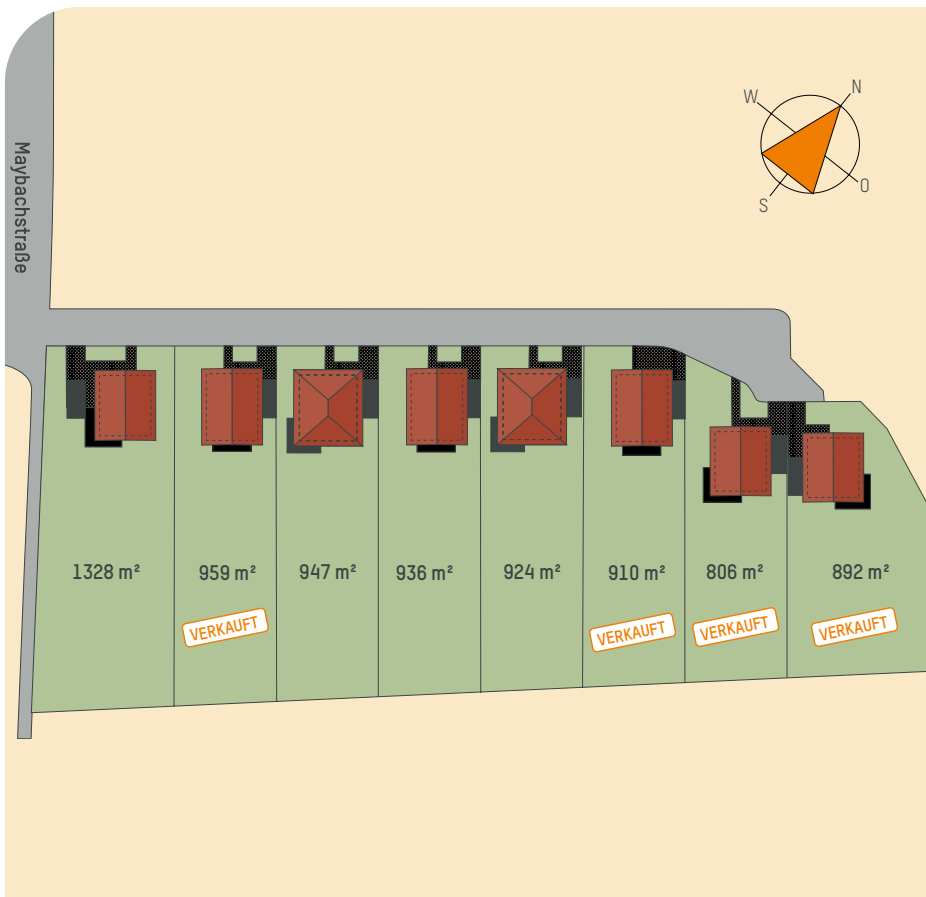 Maybachstraße
W
N
S
O
1328 m²
959 m²
947 m²
936 m²
924 m²
910 m²
806 m²
892 m²
VERKAUFT
VERKAUFT
VERKAUFT
VERKAUFT